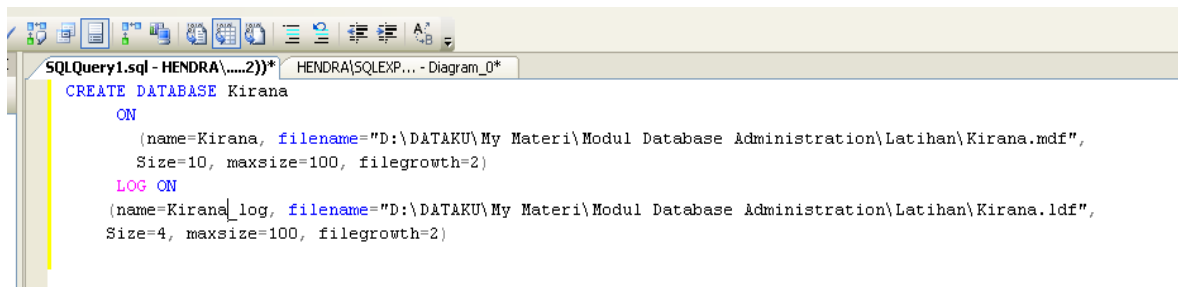 SQLQuery1.sql - HENDRA\.....2))* HENDRA\SQLEXP... - Diagram_0*
CREATE DATABASE Kirana
ON
(name=Kirana, filename="D:\DATAKU\My Materi\Modul Database Administration\Latihan\Kirana.mdf",
Size=10, maxsize=100, filegrowth=2)
LOG ON
(name=Kirana_log, filename="D:\DATAKU\My Materi\Modul Database Administration\Latihan\Kirana.ldf",
Size=4, maxsize=100, filegrowth=2)